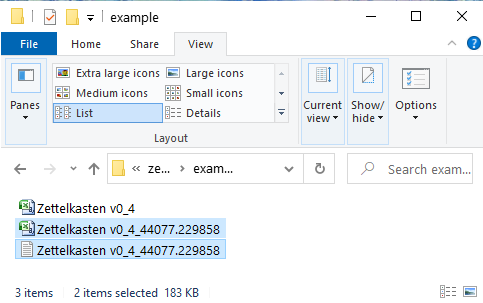 example
File Home Share View
Extra large icons Large icons
Medium icons Small icons
List Details
Panes Current view Show/ hide Options
Layout
ze... exam... Search exam...
Zettelkasten v0_4
Zettelkasten v0_4_44077.229858
Zettelkasten v0_4_44077.229858
3 items 2 items selected 183 KB